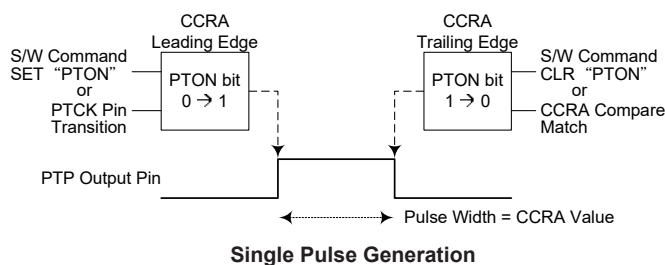 CCRA
Leading Edge
S/W Command
SET “PTON”
or
PTCK Pin
Transition
PTON bit
0 → 1
CCRA
Trailing Edge
PTON bit
1 → 0
S/W Command
CLR “PTON”
or
CCRA Compare
Match
PTP Output Pin
Pulse Width = CCRA Value
Single Pulse Generation